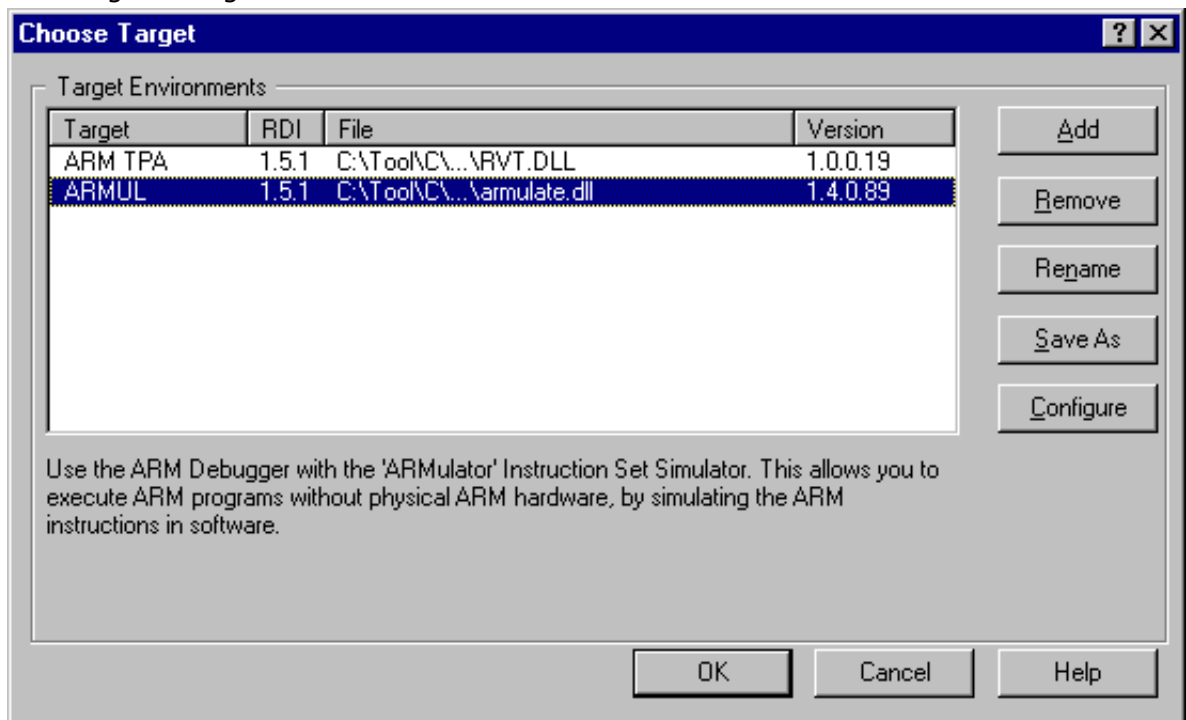 Choose Target
Target Environments
Target RDI File Version
ARM TPA 1.5.1 C:\Tool\C\...\RVT.DLL 1.0.0.19
ARMUL 1.5.1 C:\Tool\C\...\armulate.dll 1.4.0.89
Add
Remove
Rename
Save As
Configure
Use the ARM Debugger with the 'ARMulator' Instruction Set Simulator. This allows you to
execute ARM programs without physical ARM hardware, by simulating the ARM
instructions in software.
OK Cancel Help